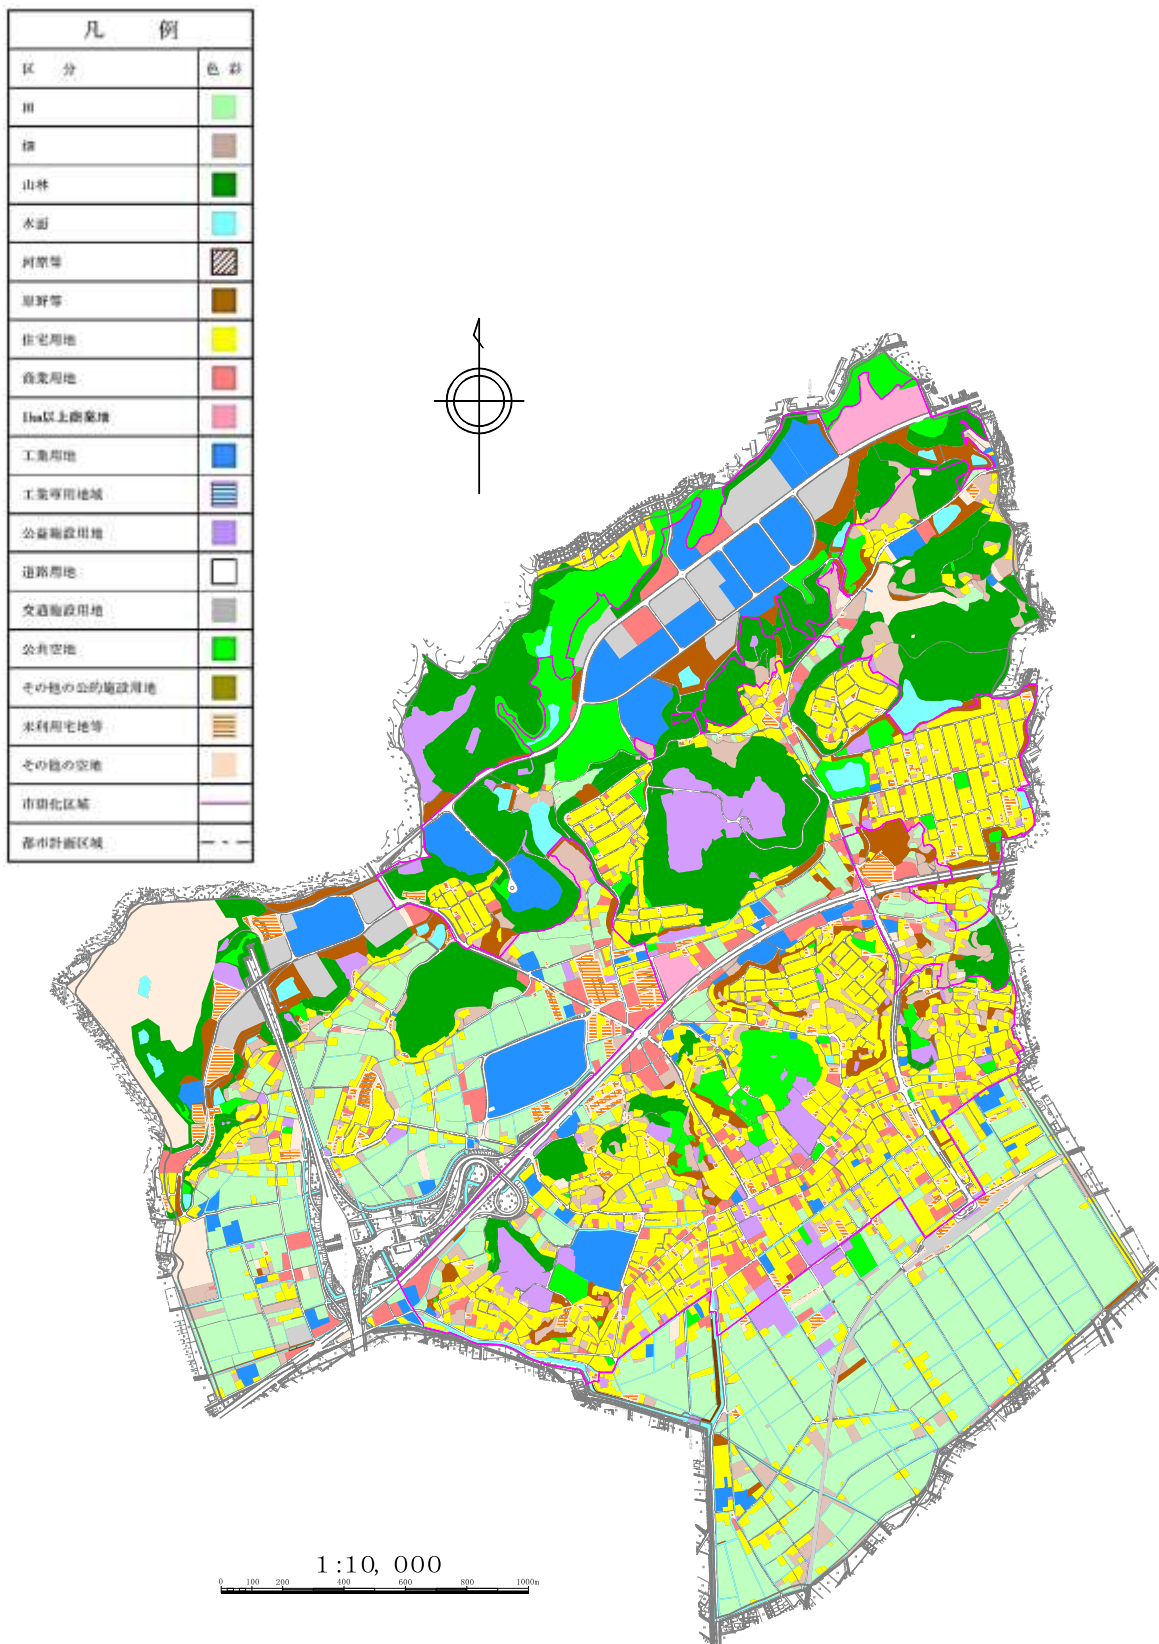 凡 例
区 分 色 彩
田
畑
山林
水面
河原等
原野等
住宅用地
商業用地
1ha以上商業地
工業用地
工業専用地域
公益施設用地
道路用地
交通施設用地
公共空地
その他の公的施設用地
未利用宅地等
その他の空地
市街化区域
都市計画区域
1:10,000
0 100 200 400 600 800 1000m